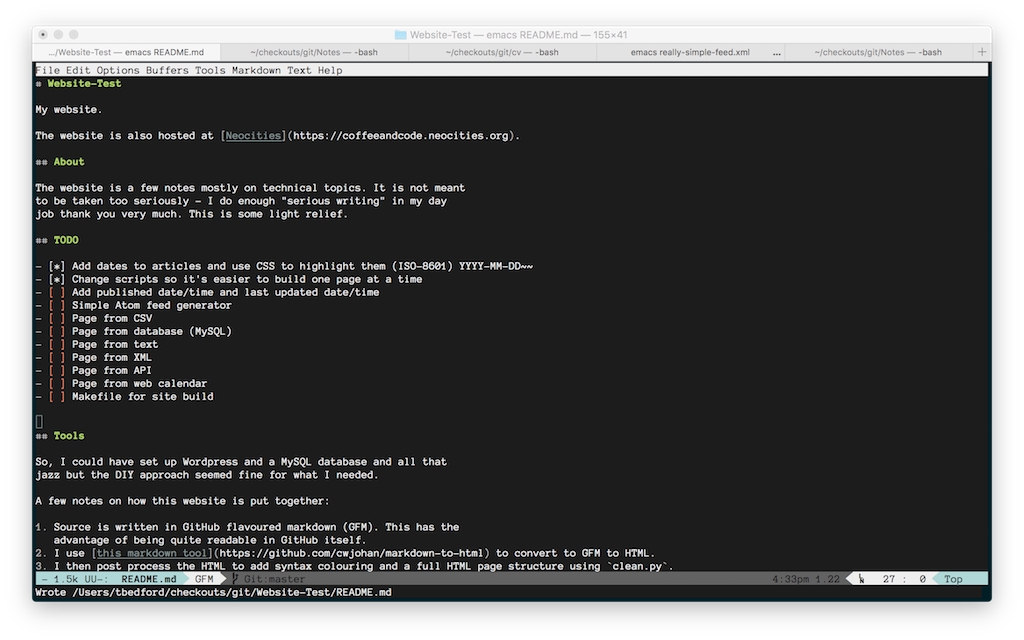 Website-Test — emacs README.md — 155×41
.../Website-Test — emacs README.md ~/checkouts/git/Notes — -bash ~/checkouts/git/cv — -bash emacs really-simple-feed.xml ... ~/checkouts/git/Notes — -bash +
File Edit Options Buffers Tools Markdown Text Help
# Website-Test
My website.
The website is also hosted at [Neocities](https://coffeeandcode.neocities.org).
## About
The website is a few notes mostly on technical topics. It is not meant
to be taken too seriously - I do enough "serious writing" in my day
job thank you very much. This is some light relief.
## TODO
- [*] Add dates to articles and use CSS to highlight them (ISO-8601) YYYY-MM-DD~~
- [*] Change scripts so it's easier to build one page at a time
- [ ] Add published date/time and last updated date/time
- [ ] Simple Atom feed generator
- [ ] Page from CSV
- [ ] Page from database (MySQL)
- [ ] Page from text
- [ ] Page from XML
- [ ] Page from API
- [ ] Page from web calendar
- [ ] Makefile for site build
## Tools
So, I could have set up Wordpress and a MySQL database and all that
jazz but the DIY approach seemed fine for what I needed.
A few notes on how this website is put together:
1. Source is written in GitHub flavoured markdown (GFM). This has the
advantage of being quite readable in GitHub itself.
2. I use [this markdown tool](https://github.com/cwjohan/markdown-to-html) to convert to GFM to HTML.
3. I then post process the HTML to add syntax colouring and a full HTML page structure using `clean.py`.
- 1.5k UU-: README.md GFM Git:master 4:33pm 1.22 27 : 0 Top
Wrote /Users/tbedford/checkouts/git/Website-Test/README.md